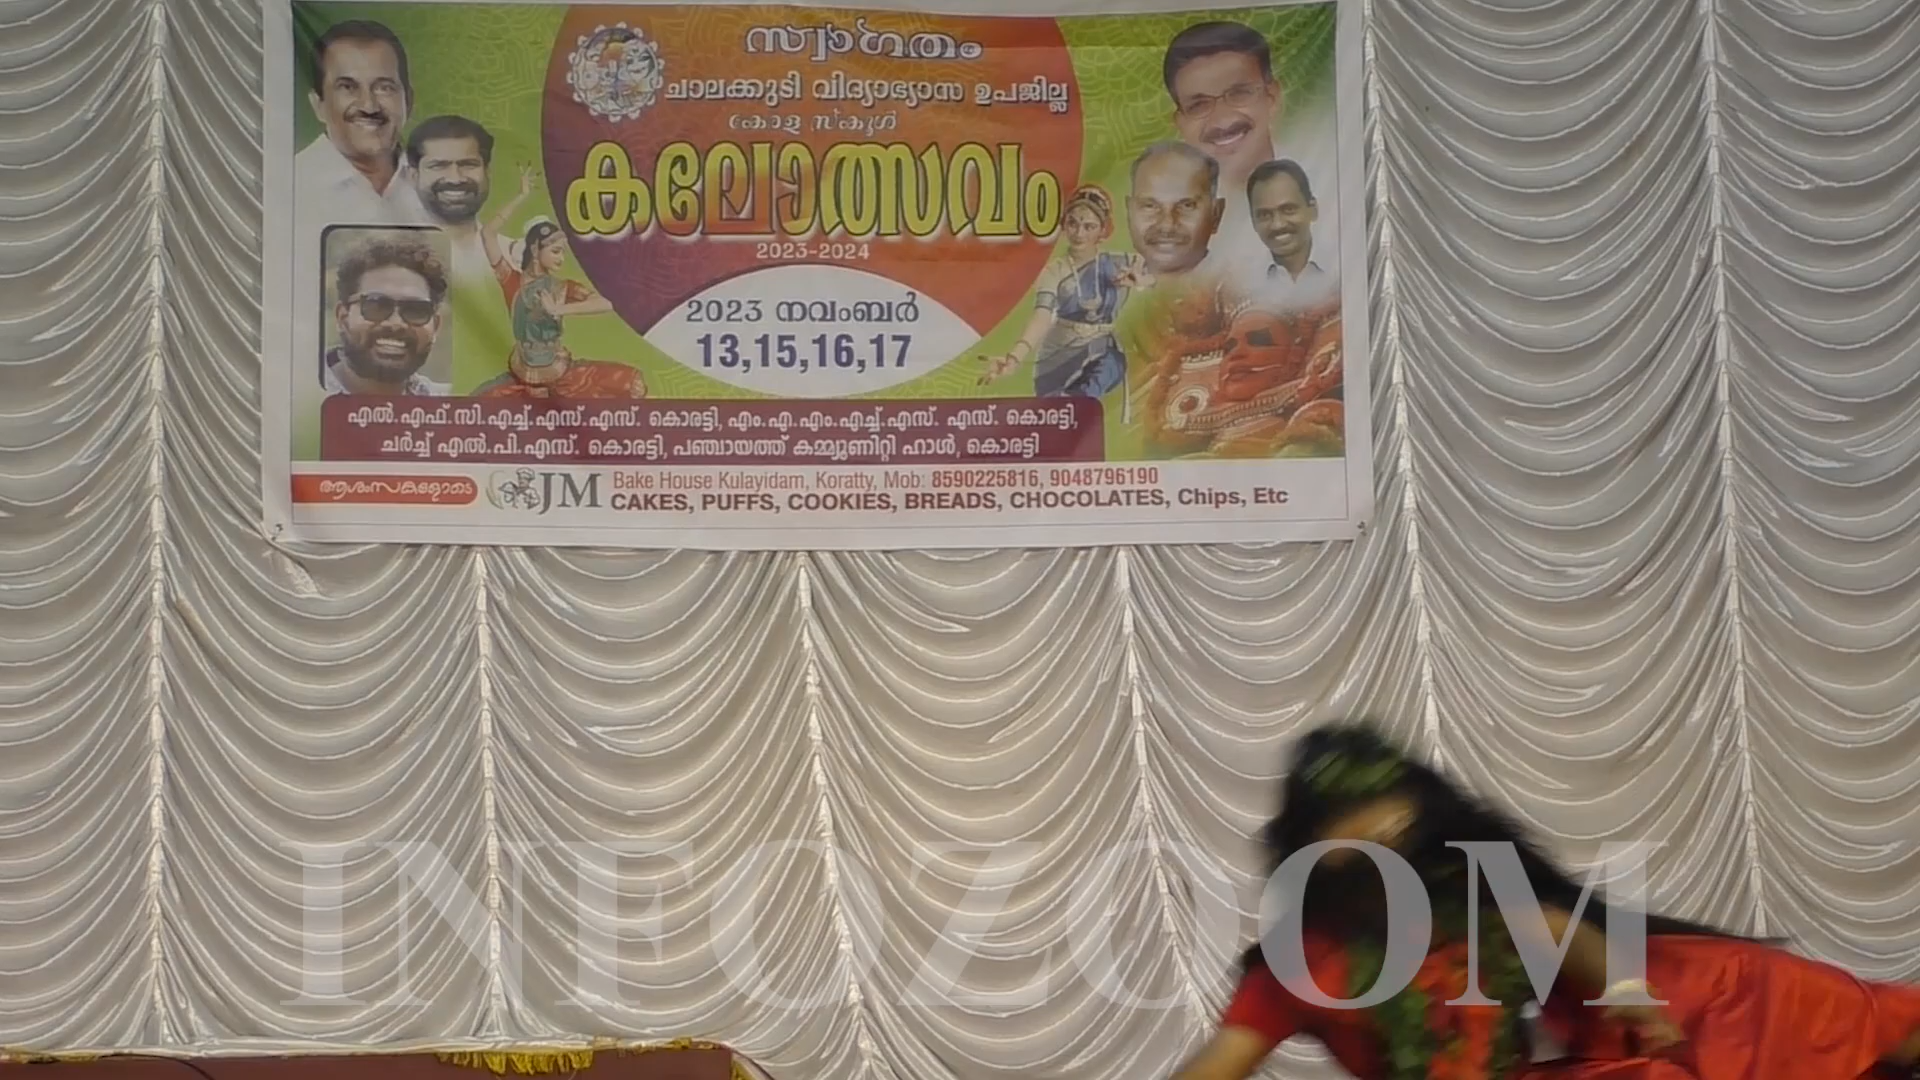 സ്വാഗതം
ചാലക്കുടി വിദ്യാഭ്യാസ ഉപജില്ല
കേരള സ്കൂൾ
കലോത്സവം
2023-2024
2023 നവംബർ
13,15,16,17
എൽ.എഫ്.സി.എച്ച്.എസ്.എസ്. കൊരട്ടി, എം.എ.എം.എച്ച്.എസ്. എസ്. കൊരട്ടി,
ചർച്ച് എൽ.പി.എസ്. കൊരട്ടി, പഞ്ചായത്ത് കമ്മ്യൂണിറ്റി ഹാൾ, കൊരട്ടി
ആശംസകളോടെ
JM
Bake House Kulayidam, Koratty, Mob: 8590225816, 9048796190
CAKES, PUFFS, COOKIES, BREADS, CHOCOLATES, Chips, Etc
INFOZOOM